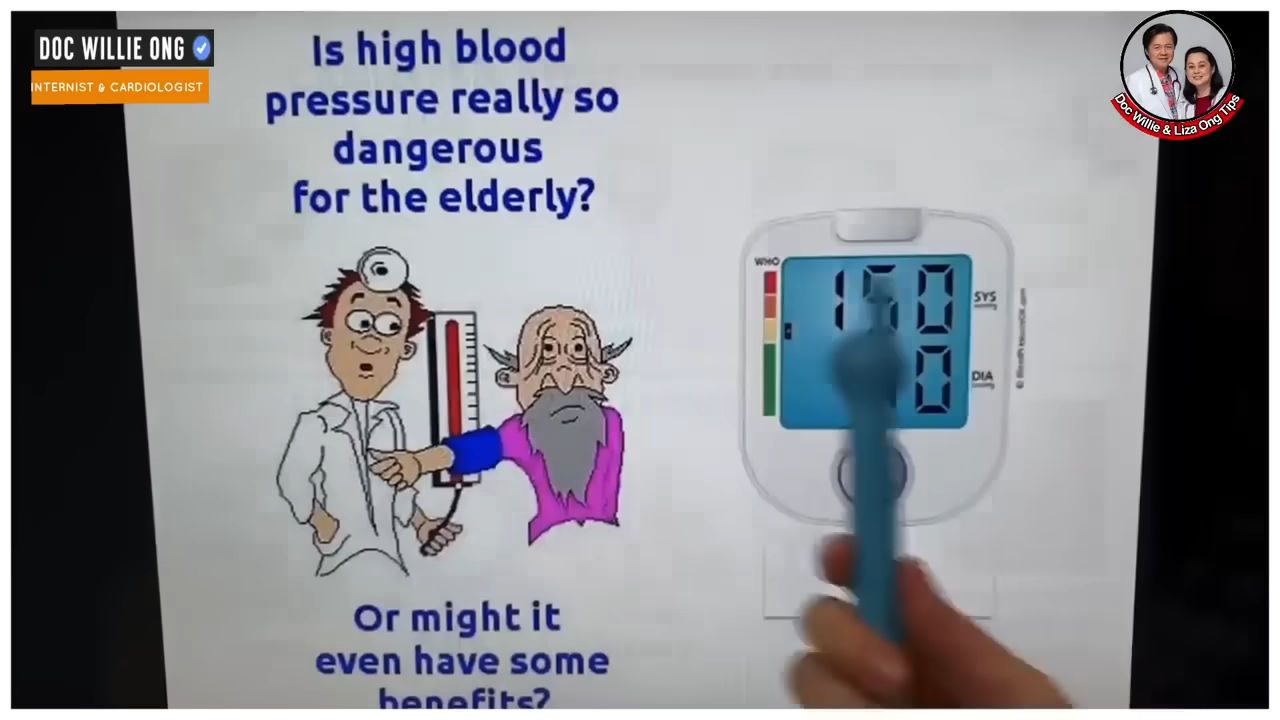 DOC WILLIE ONG
INTERNIST & CARDIOLOGIST
Doc Willie & Liza Ong Tips
Is high blood
pressure really so
dangerous
for the elderly?
WHO
SYS
0
DIA
Or might it
even have some
benefits?